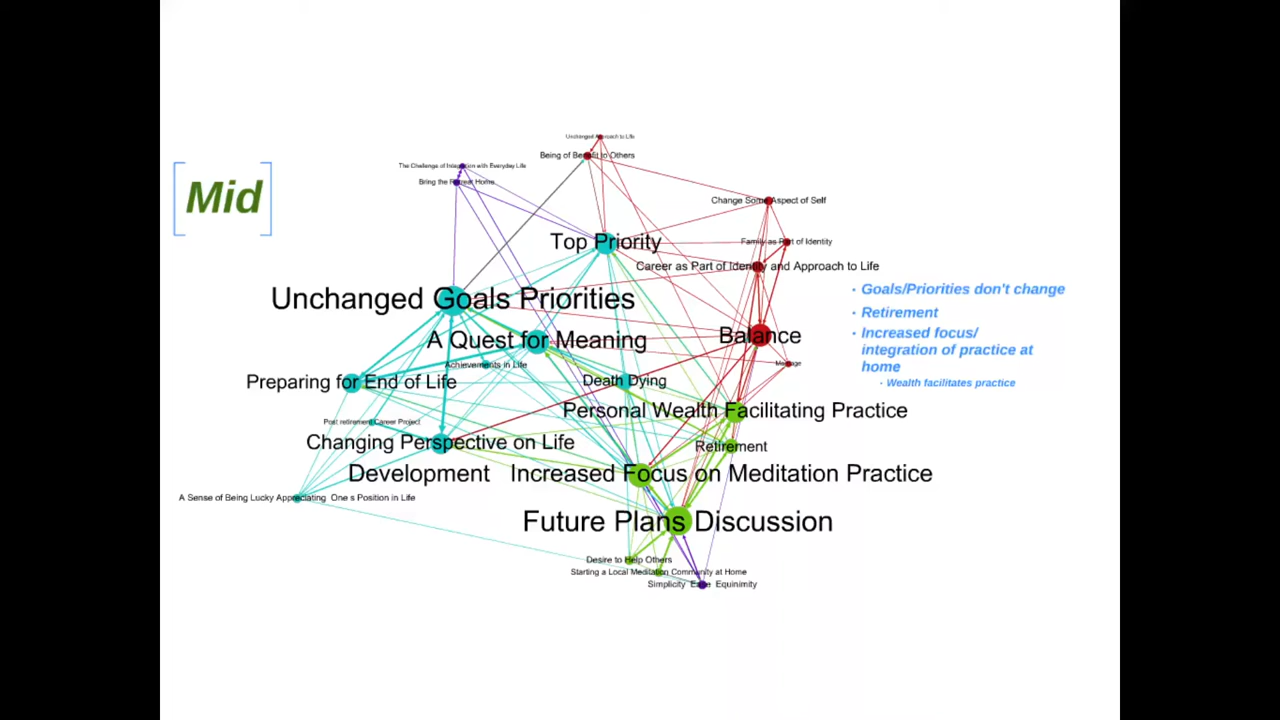 Unchanged Approach to Life
Being of Benefit to Others
The Challenge of Integration with Everyday Life
Bring the Retreat Home
Mid
Change Some Aspect of Self
Top Priority
Family as Part of Identity
Career as Part of Identity and Approach to Life
Unchanged Goals Priorities
• Goals/Priorities don't change
• Retirement
• Increased focus/
integration of practice at
home
• Wealth facilitates practice
A Quest for Meaning
Balance
Achievements in Life
Preparing for End of Life
Death Dying
Personal Wealth Facilitating Practice
Post retirement Career Project
Changing Perspective on Life
Retirement
Development Increased Focus on Meditation Practice
A Sense of Being Lucky Appreciating One s Position in Life
Future Plans Discussion
Desire to Help Others
Starting a Local Meditation Community at Home
Simplicity Ease Equinimity